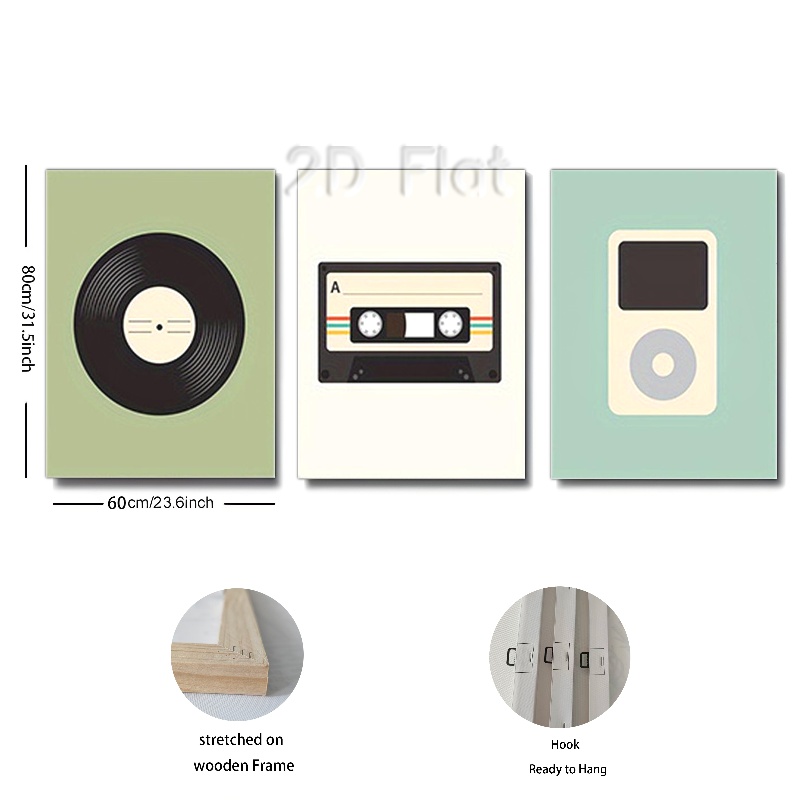 2D Flat
A
80cm/31.5inch
60cm/23.6inch
stretched on
wooden Frame
Hook
Ready to Hang